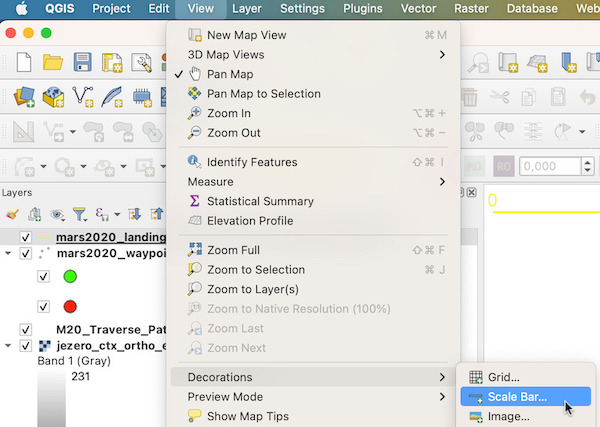 QGIS Project Edit View Layer Settings Plugins Vector Raster Database
New Map View ⌘ M
3D Map Views
✓ Pan Map
Pan Map to Selection
Zoom In ⌥ ⌘ +
Zoom Out ⌥ ⌘ −
Identify Features ⇧ ⌘ I
Measure
Σ Statistical Summary
Elevation Profile
RO 0,000
Layers
0
mars2020_landing
mars2020_waypoi
Zoom Full ⇧ ⌘ F
Zoom to Selection ⌘ J
Zoom to Layer(s)
Zoom to Native Resolution (100%)
Zoom Last
Zoom Next
M20_Traverse_Pat
jezero_ctx_ortho_e
Band 1 (Gray)
231
Decorations
Preview Mode
Show Map Tips
Grid...
Scale Bar...
Image...